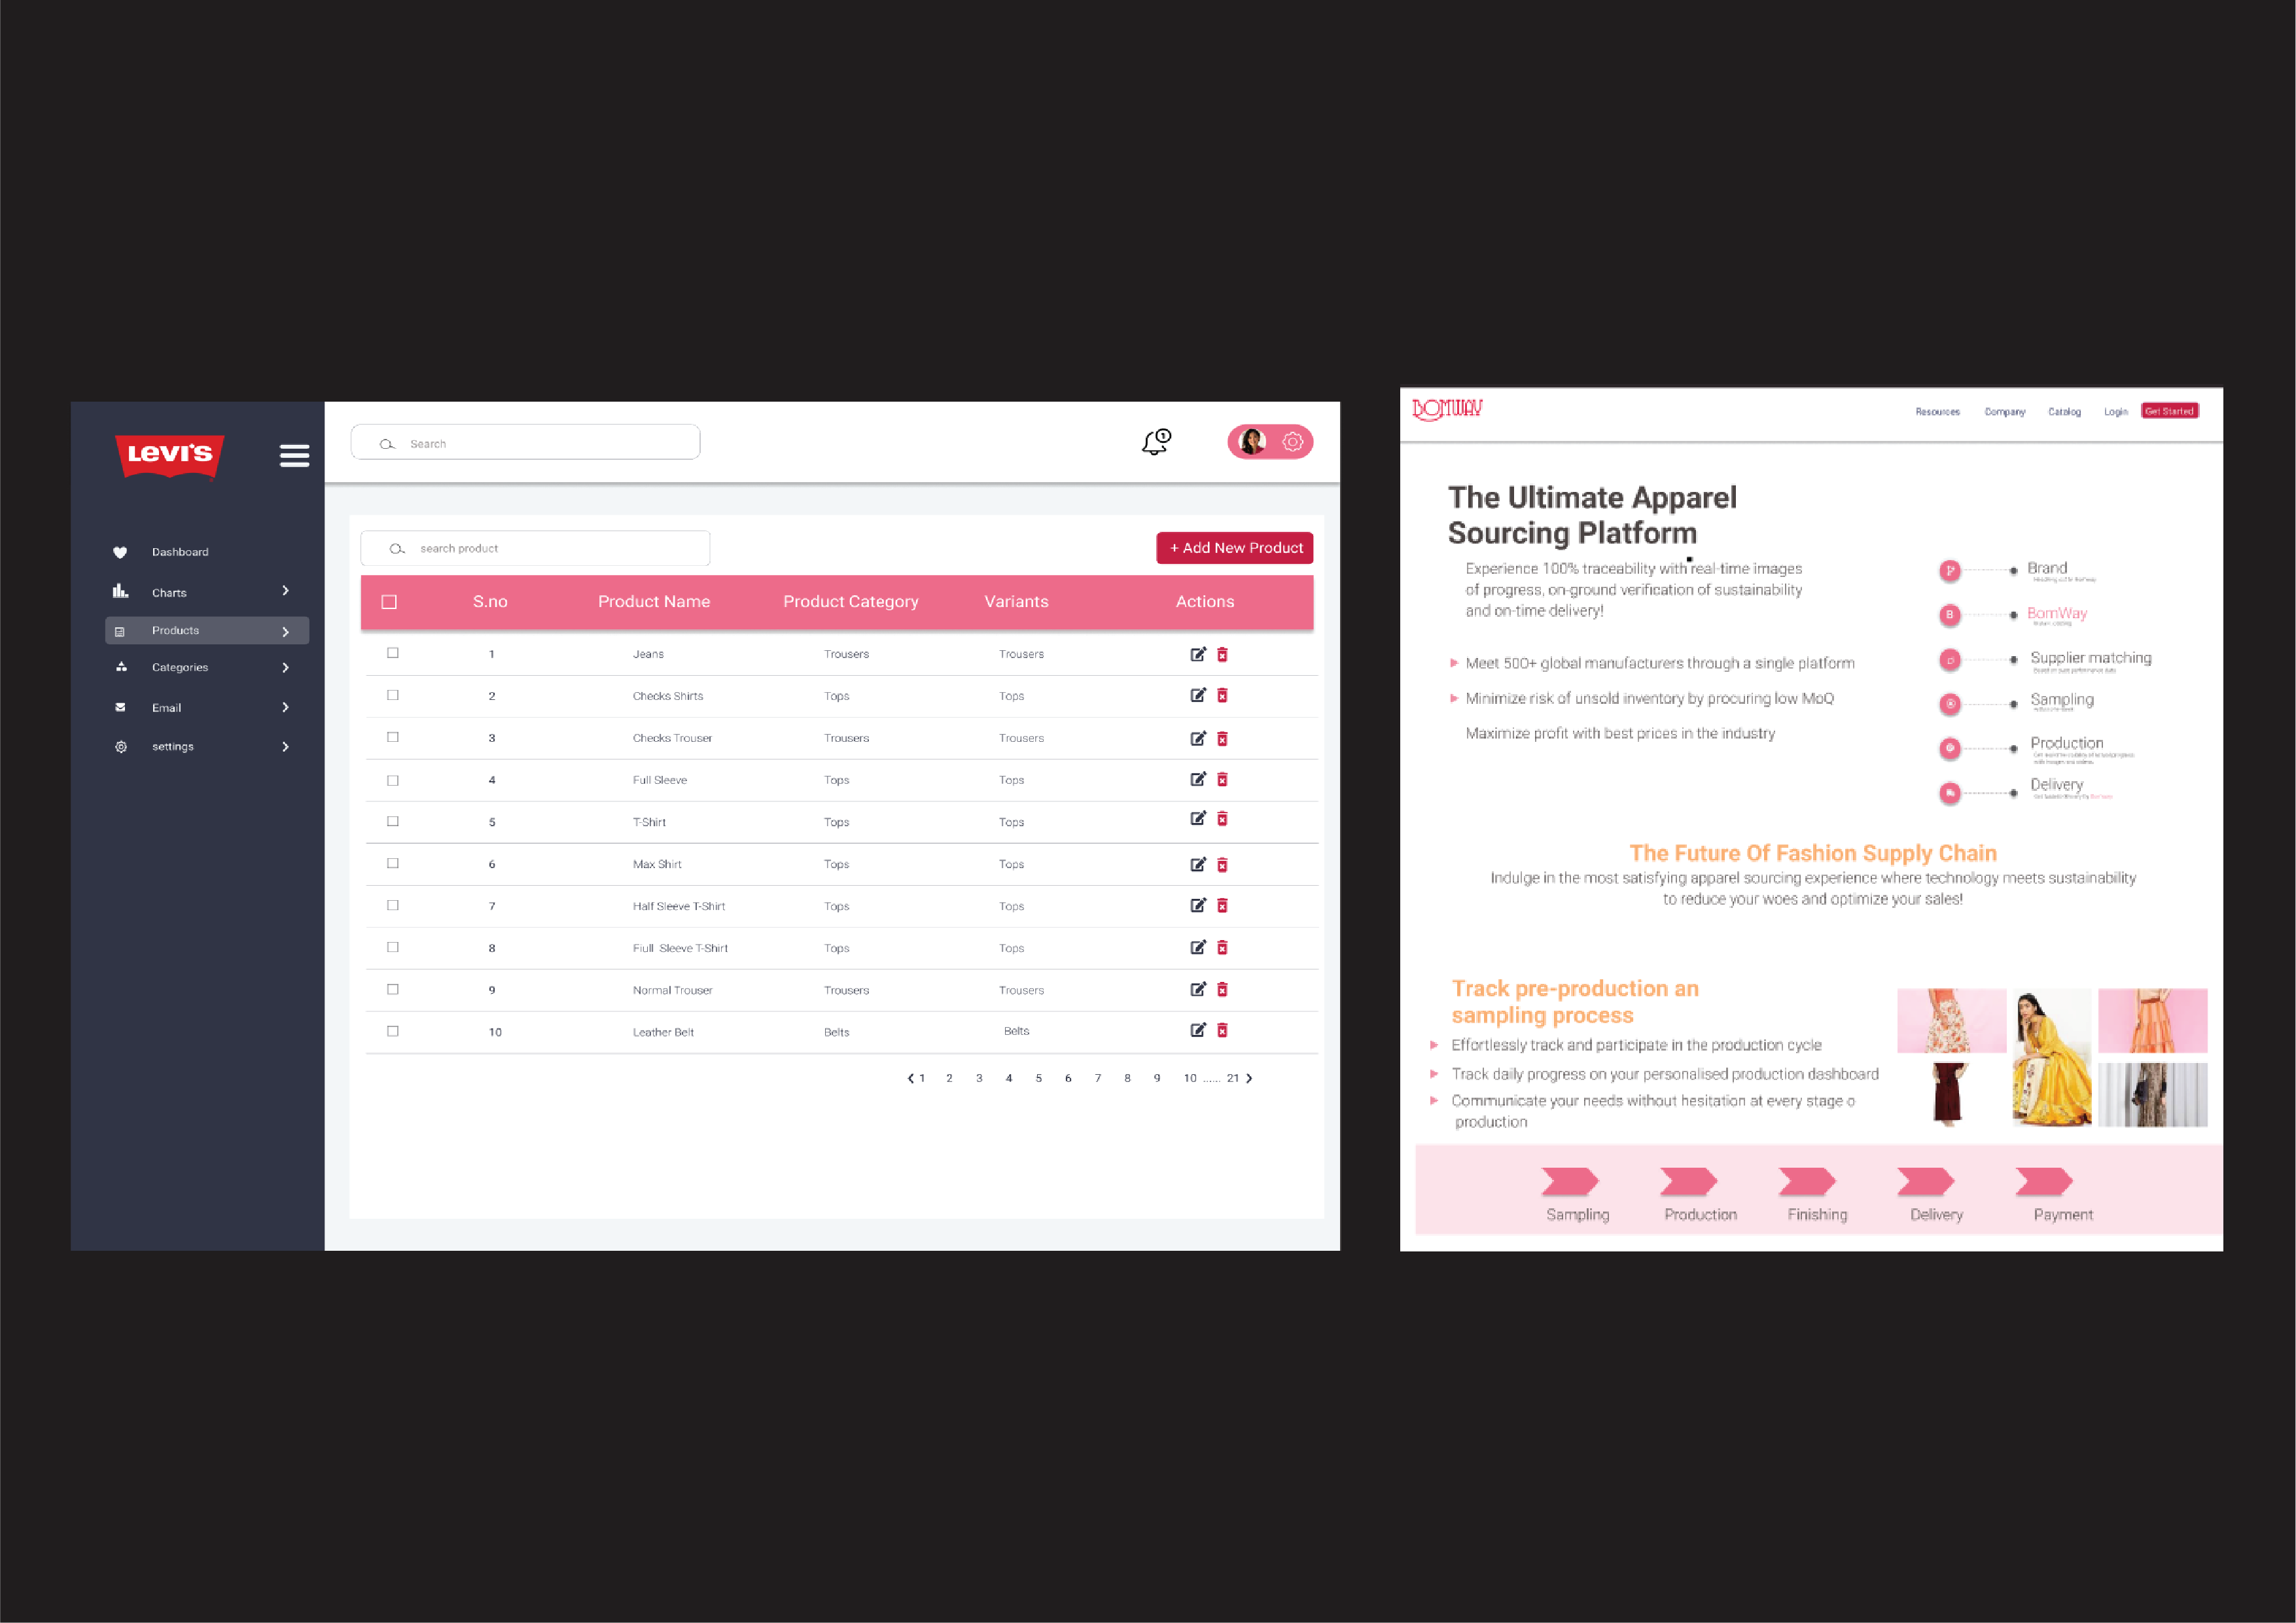 LEVI'S
Search
1
Dashboard
Charts
Products
Categories
Email
settings
search product
+ Add New Product
S.no Product Name Product Category Variants Actions
1 Jeans Trousers Trousers
2 Checks Shirts Tops Tops
3 Checks Trouser Trousers Trousers
4 Full Sleeve Tops Tops
5 T-Shirt Tops Tops
6 Max Shirt Tops Tops
7 Half Sleeve T-Shirt Tops Tops
8 Fiull Sleeve T-Shirt Tops Tops
9 Normal Trouser Trousers Trousers
10 Leather Belt Belts Belts
1 2 3 4 5 6 7 8 9 10 ...... 21
BOMWAY
Resources Company Catalog Login Get Started
The Ultimate Apparel
Sourcing Platform
Experience 100% traceability with real-time images
of progress, on-ground verification of sustainability
and on-time delivery!
Meet 500+ global manufacturers through a single platform
Minimize risk of unsold inventory by procuring low MoQ
Maximize profit with best prices in the industry
Brand
B
BomWay
Supplier matching
Sampling
Production
Delivery
The Future Of Fashion Supply Chain
Indulge in the most satisfying apparel sourcing experience where technology meets sustainability
to reduce your woes and optimize your sales!
Track pre-production an
sampling process
Effortlessly track and participate in the production cycle
Track daily progress on your personalised production dashboard
Communicate your needs without hesitation at every stage o
production
Sampling Production Finishing Delivery Payment